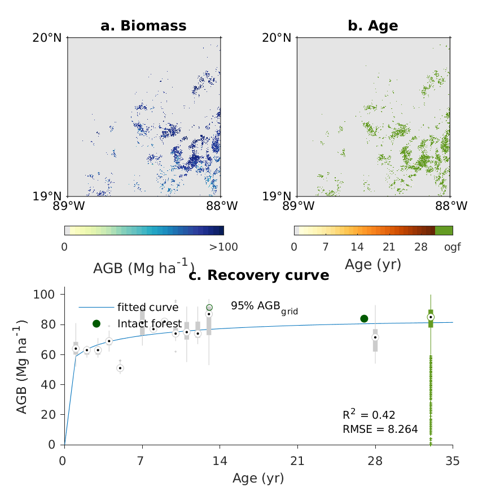 a. Biomass
b. Age
20°N
20°N
19°N
19°N
89°W
88°W
89°W
88°W
0
>100
0
7
14
21
28
ogf
AGB (Mg ha-1)
Age (yr)
c. Recovery curve
100
80
60
40
20
0
AGB (Mg ha-1)
fitted curve
Intact forest
95% AGBgrid
R2 = 0.42
RMSE = 8.264
0
7
14
21
28
35
Age (yr)